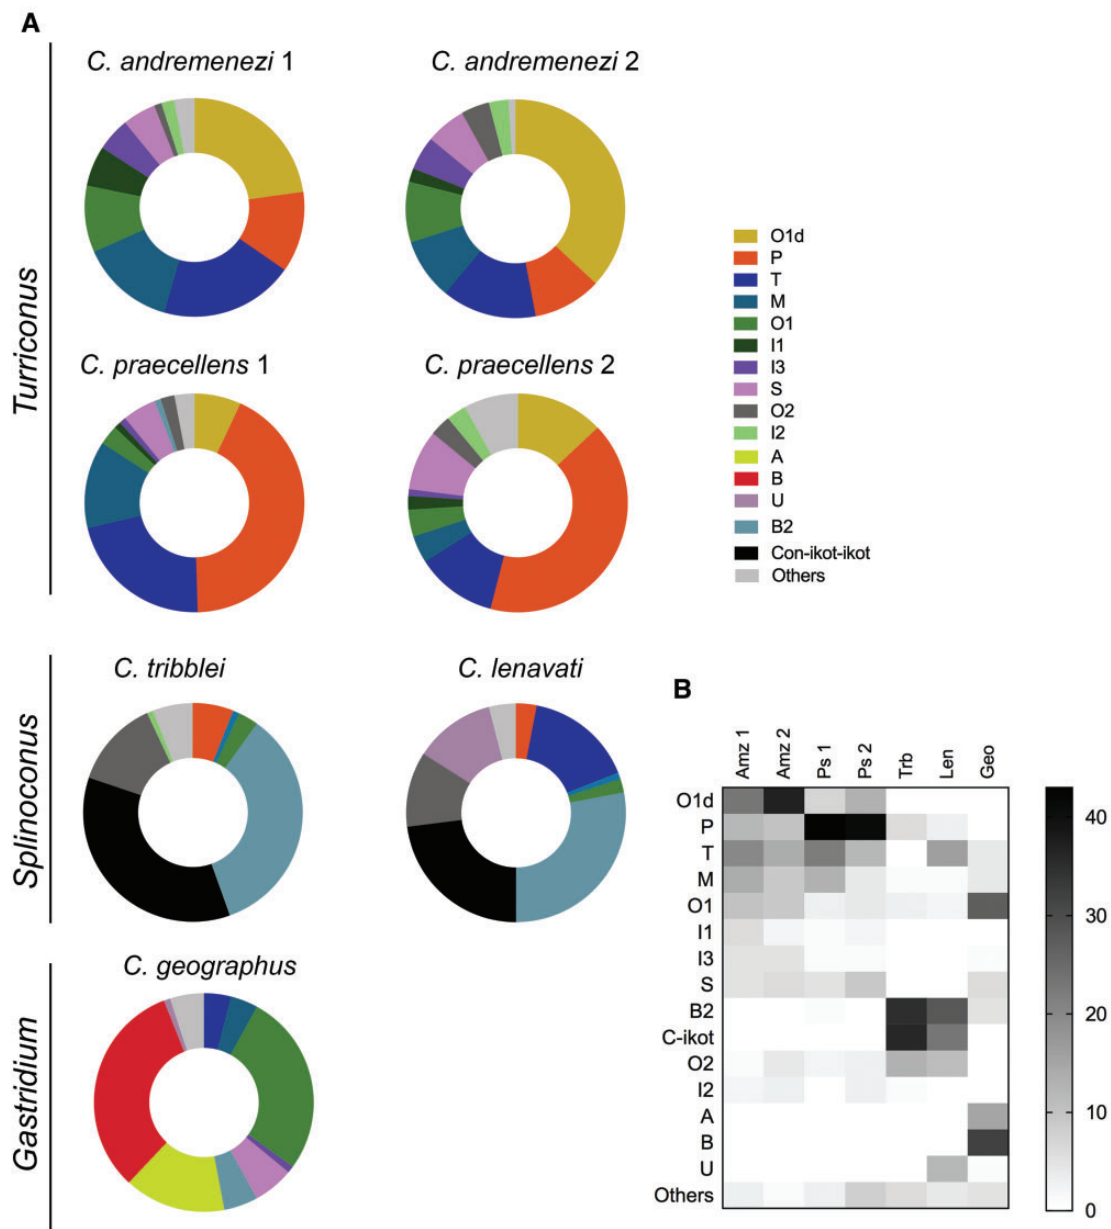 A
Turriconus
C. andremenezi 1
C. andremenezi 2
C. praecellens 1
C. praecellens 2
O1d
P
T
M
O1
I1
I3
S
O2
I2
A
B
U
B2
Con-ikot-ikot
Others
Splinoconus
C. tribblei
C. lenavati
Gastridium
C. geographus
B
Amz 1
Amz 2
Ps 1
Ps 2
Trb
Len
Geo
O1d
P
T
M
O1
I1
I3
S
B2
C-ikot
O2
I2
A
B
U
Others
40
30
20
10
0